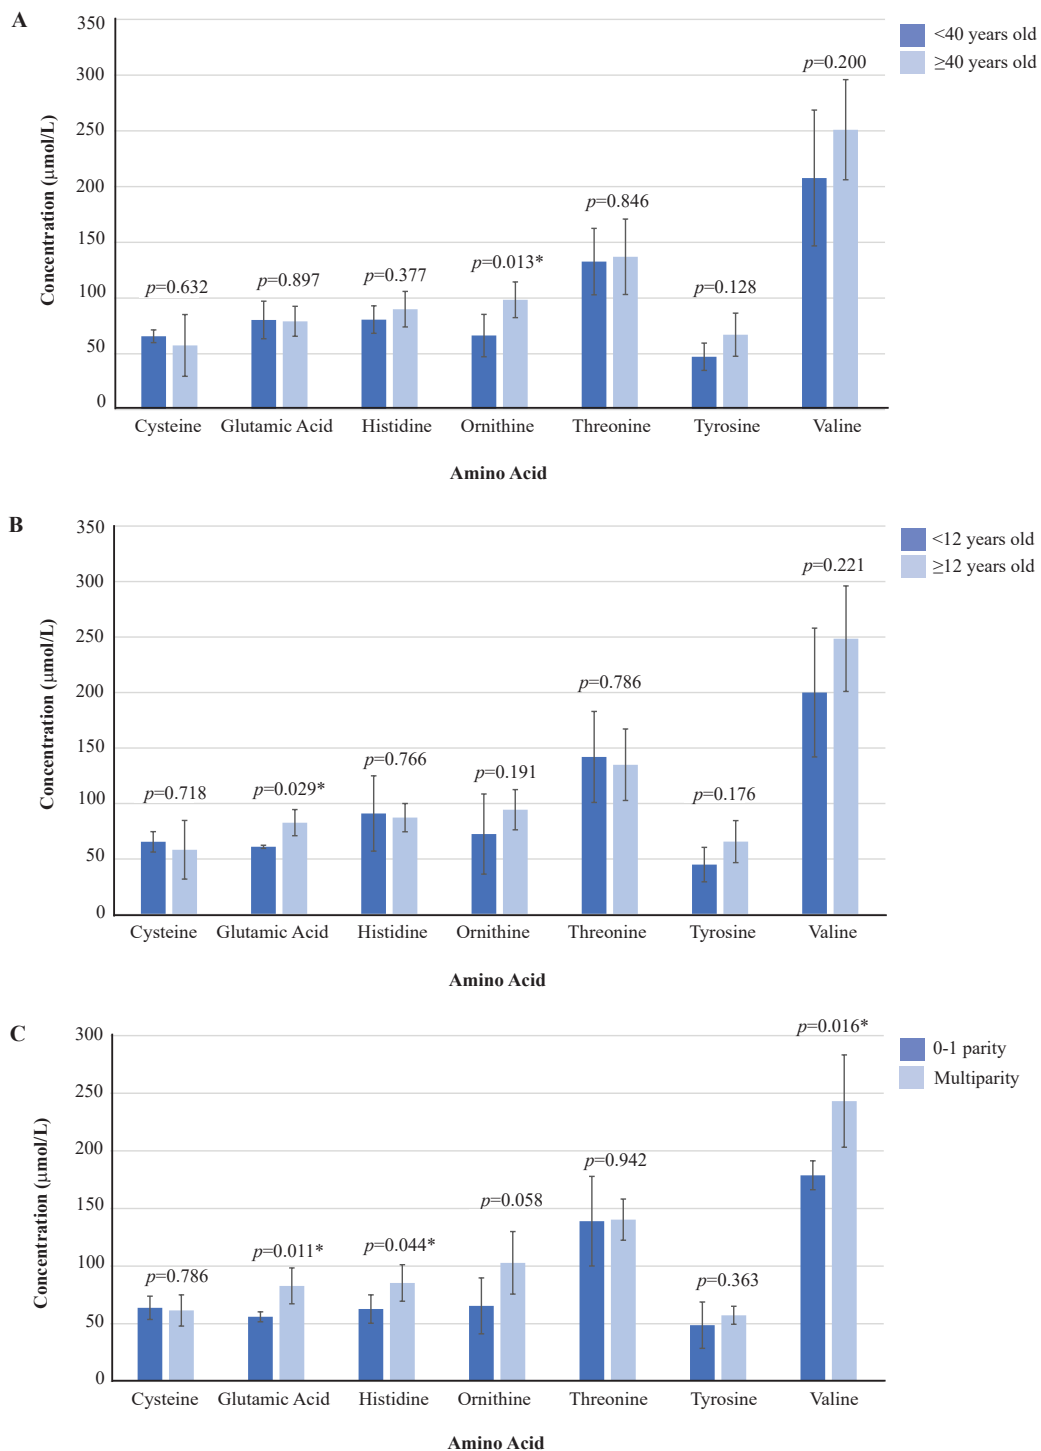 A
350
300
250
200
150
100
50
0
Concentration (μmol/L)
<40 years old
≥40 years old
p=0.632
p=0.897
p=0.377
p=0.013*
p=0.846
p=0.128
p=0.200
Cysteine Glutamic Acid Histidine Ornithine Threonine Tyrosine Valine
Amino Acid
B
350
300
250
200
150
100
50
0
Concentration (μmol/L)
<12 years old
≥12 years old
p=0.718
p=0.029*
p=0.766
p=0.191
p=0.786
p=0.176
p=0.221
Cysteine Glutamic Acid Histidine Ornithine Threonine Tyrosine Valine
Amino Acid
C
300
250
200
150
100
50
0
Concentration (μmol/L)
0-1 parity
Multiparity
p=0.786
p=0.011*
p=0.044*
p=0.058
p=0.942
p=0.363
p=0.016*
Cysteine Glutamic Acid Histidine Ornithine Threonine Tyrosine Valine
Amino Acid